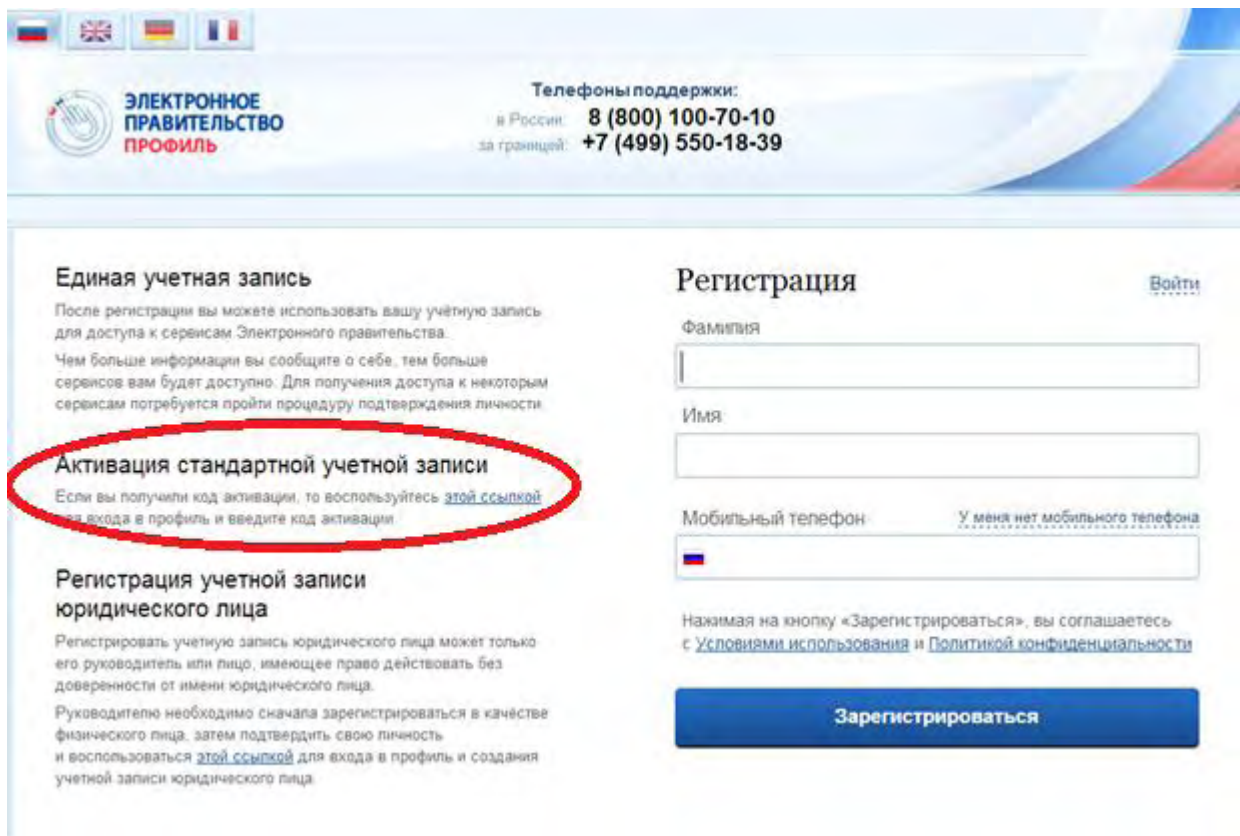 ЭЛЕКТРОННОЕ
ПРАВИТЕЛЬСТВО
ПРОФИЛЬ
Телефоны поддержки:
в России: 8 (800) 100-70-10
за границей: +7 (499) 550-18-39
Единая учетная запись
После регистрации вы можете использовать вашу учётную запись
для доступа к сервисам Электронного правительства.
Чем больше информации вы сообщите о себе, тем больше
сервисов вам будет доступно. Для получения доступа к некоторым
сервисам потребуется пройти процедуру подтверждения личности.
Активация стандартной учетной записи
Если вы получили код активации, то воспользуйтесь этой ссылкой
входа в профиль и введите код активации.
Регистрация учетной записи
юридического лица
Регистрировать учетную запись юридического лица может только
его руководитель или лицо, имеющее право действовать без
доверенности от имени юридического лица.
Руководителю необходимо сначала зарегистрироваться в качестве
физического лица, затем подтвердить свою личность
и воспользоваться этой ссылкой для входа в профиль и создания
учетной записи юридического лица.
Регистрация
Войти
Фамилия
Имя
Мобильный телефон
У меня нет мобильного телефона
Нажимая на кнопку «Зарегистрироваться», вы соглашаетесь
с Условиями использования и Политикой конфиденциальности
Зарегистрироваться